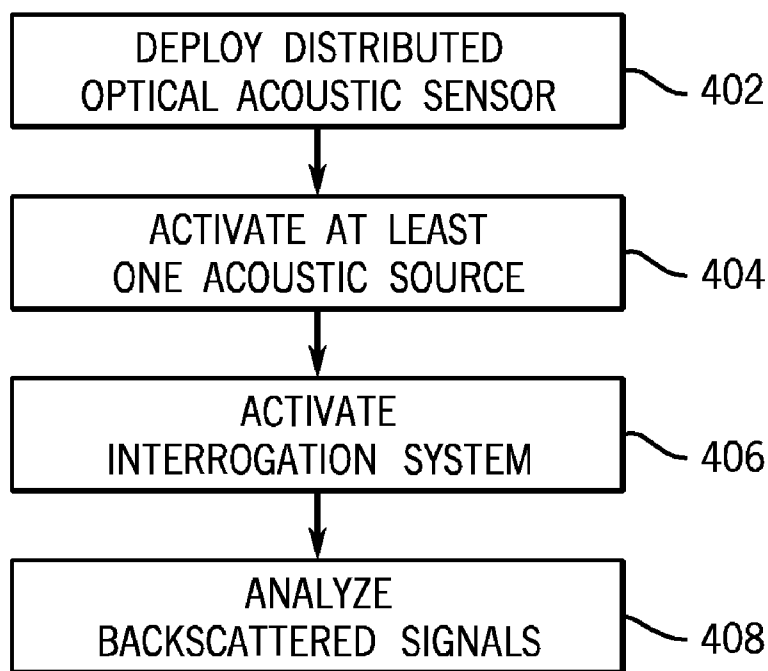 DEPLOY DISTRIBUTED
OPTICAL ACOUSTIC SENSOR
402
ACTIVATE AT LEAST
ONE ACOUSTIC SOURCE
404
ACTIVATE
INTERROGATION SYSTEM
406
ANALYZE
BACKSCATTERED SIGNALS
408